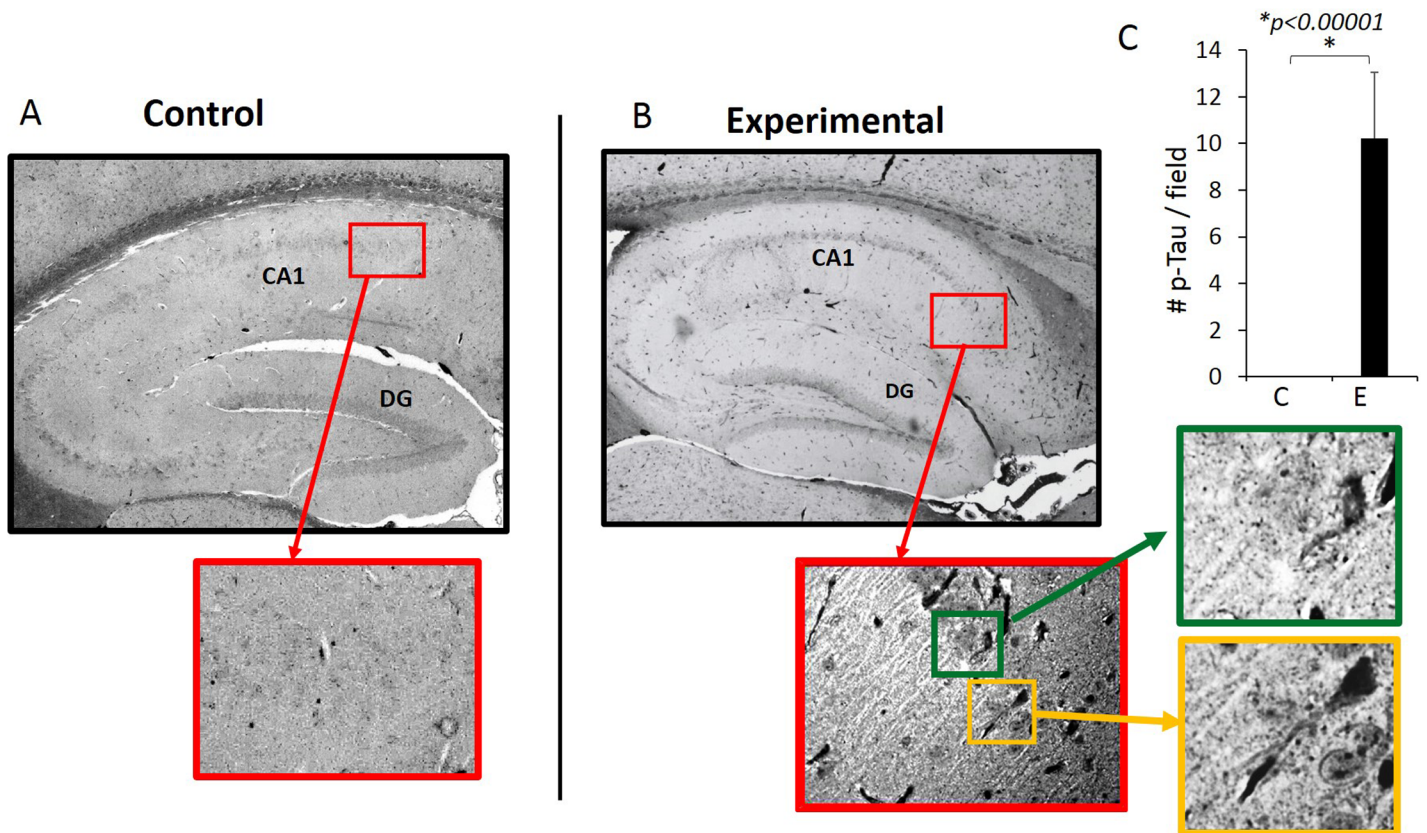 A
Control
CA1
DG
B
Experimental
CA1
DG
C
*p<0.00001
*
# p-Tau / field
14
12
10
8
6
4
2
0
C
E